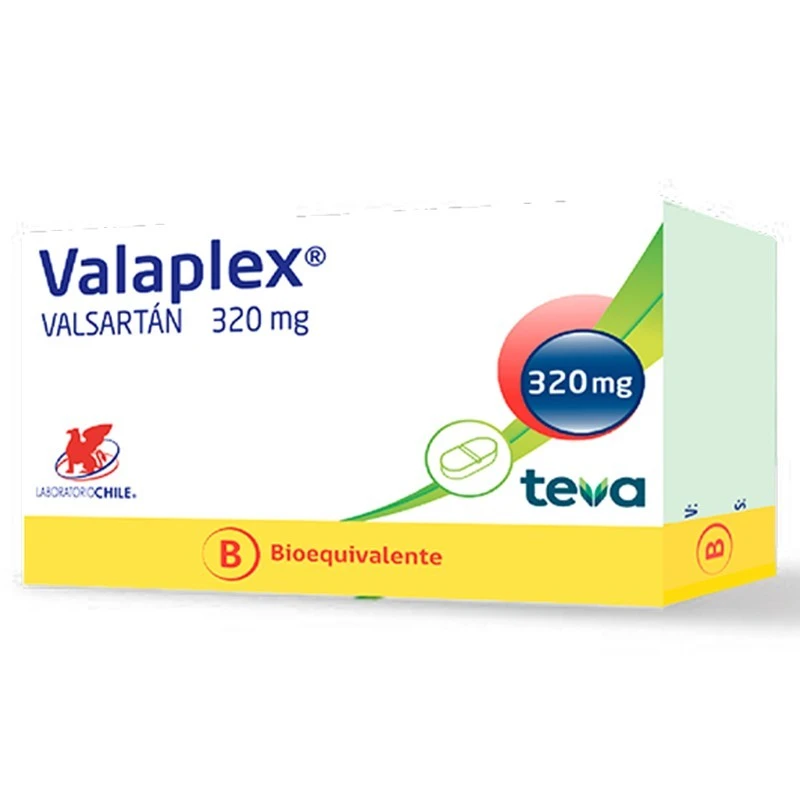 Valaplex®
VALSARTÁN 320 mg
320 mg
LABORATORIO CHILE®
teva
B Bioequivalente
V:
S:
B